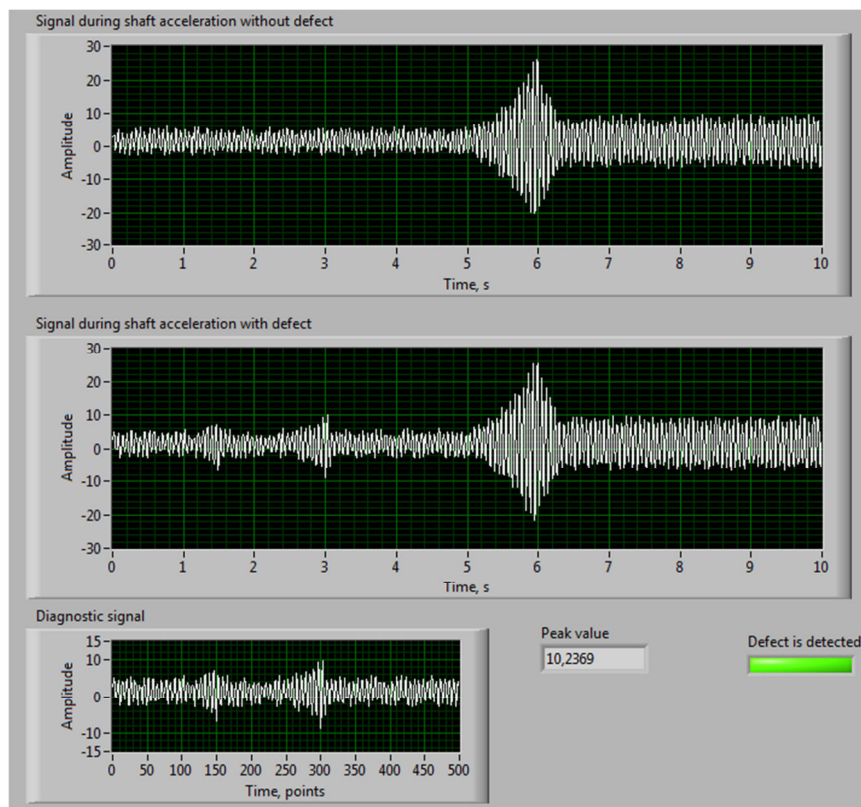 Signal during shaft acceleration without defect
30
20
10
0
-10
-20
-30
Amplitude
0 1 2 3 4 5 6 7 8 9 10
Time, s
Signal during shaft acceleration with defect
30
20
10
0
-10
-20
-30
Amplitude
0 1 2 3 4 5 6 7 8 9 10
Time, s
Diagnostic signal
15
10
0
-10
-15
Amplitude
0 50 100 150 200 250 300 350 400 450 500
Time, points
Peak value
10,2369
Defect is detected